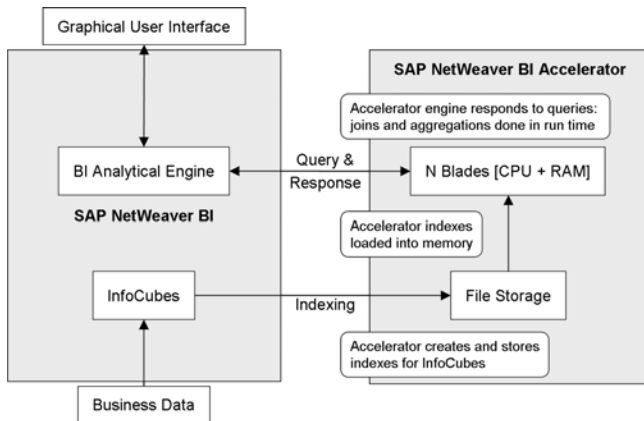 Graphical User Interface
SAP NetWeaver BI Accelerator
Accelerator engine responds to queries:
joins and aggregations done in run time
BI Analytical Engine
Query &
Response
N Blades [CPU + RAM]
SAP NetWeaver BI
Accelerator indexes
loaded into memory
InfoCubes
Indexing
File Storage
Accelerator creates and stores
indexes for InfoCubes
Business Data